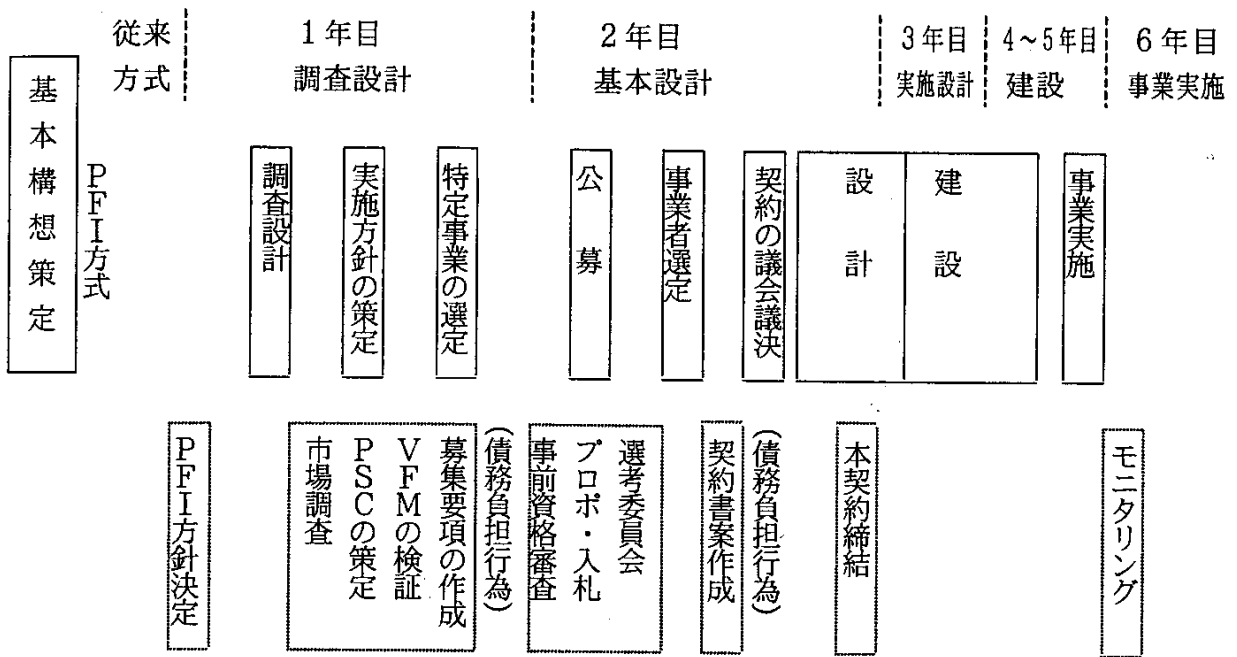 従来方式
1年目
調査設計
2年目
基本設計
3年目
実施設計
4～5年目
建設
6年目
事業実施
基本構想策定
PFI方式
調査設計
実施方針の策定
特定事業の選定
公募
事業者選定
契約の議会議決
設計
建設
事業実施
PFI方針決定
市場調査
PSCの策定
VFMの検証
募集要項の作成
(債務負担行為)
事前資格審査
プロポ・入札
選考委員会
契約書案作成
(債務負担行為)
本契約締結
モニタリング